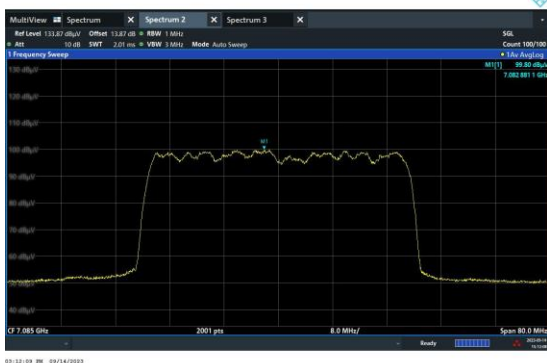 MultiView Spectrum X Spectrum 2 X Spectrum 3 X
Ref Level 133.87 dBµV Offset 13.87 dB RBW 1 MHz SGL
Att 10 dB SWT 2.01 ms VBW 3 MHz Mode Auto Sweep Count 100/100
1 Frequency Sweep 1Av AvgLog
M1[1] 99.80 dBµV
7.082 881 1 GHz
130 dBµV
120 dBµV
110 dBµV
M1
100 dBµV
90 dBµV
80 dBµV
70 dBµV
60 dBµV
40 dBµV
CF 7.085 GHz 2001 pts 8.0 MHz/ Span 80.0 MHz
Ready 2023-09-14
03:12:09 PM 09/14/2023